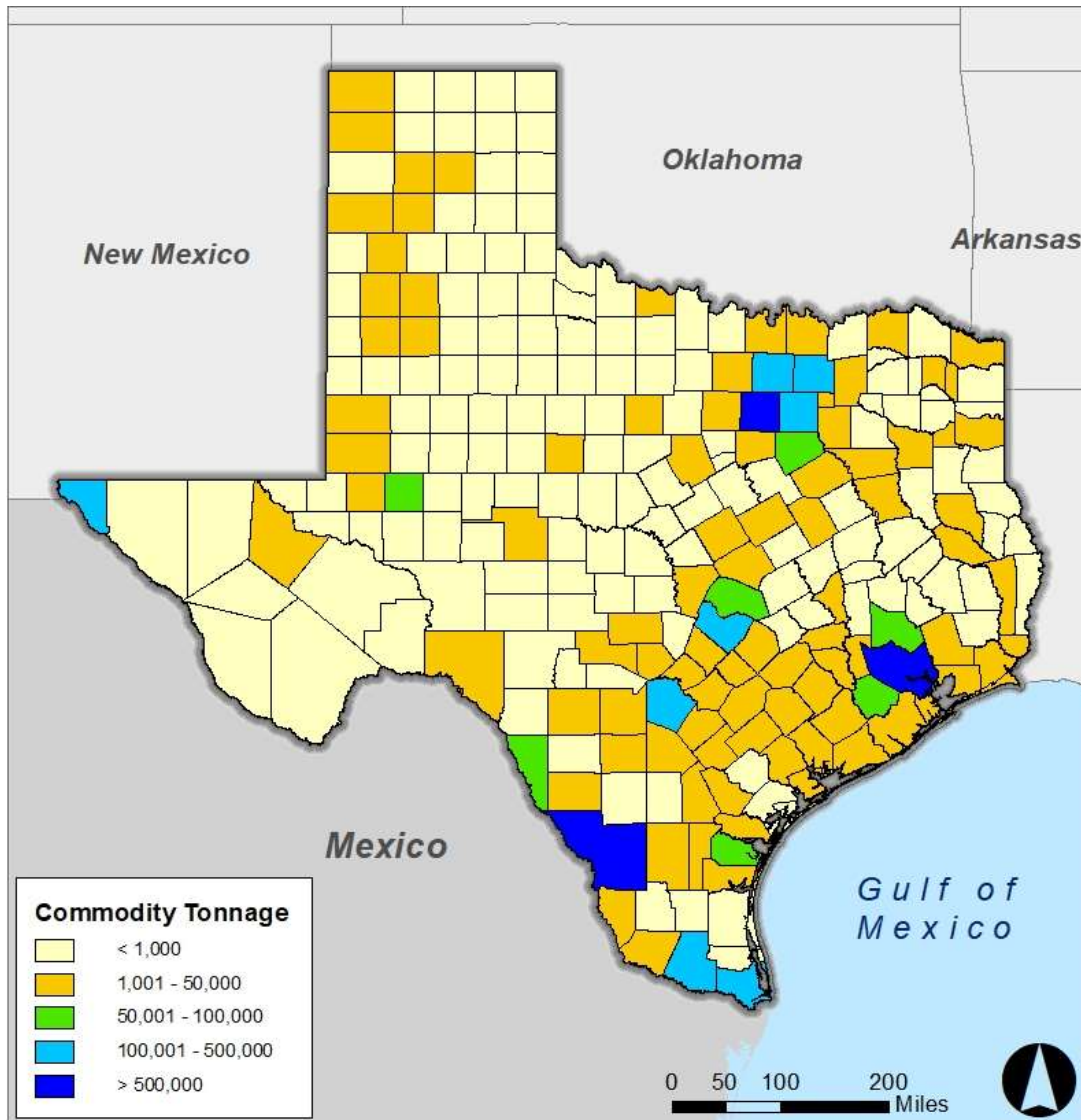 Oklahoma
New Mexico
Arkansas
Mexico
Gulf of
Mexico
Commodity Tonnage
< 1,000
1,001 - 50,000
50,001 - 100,000
100,001 - 500,000
> 500,000
0 50 100 200
Miles